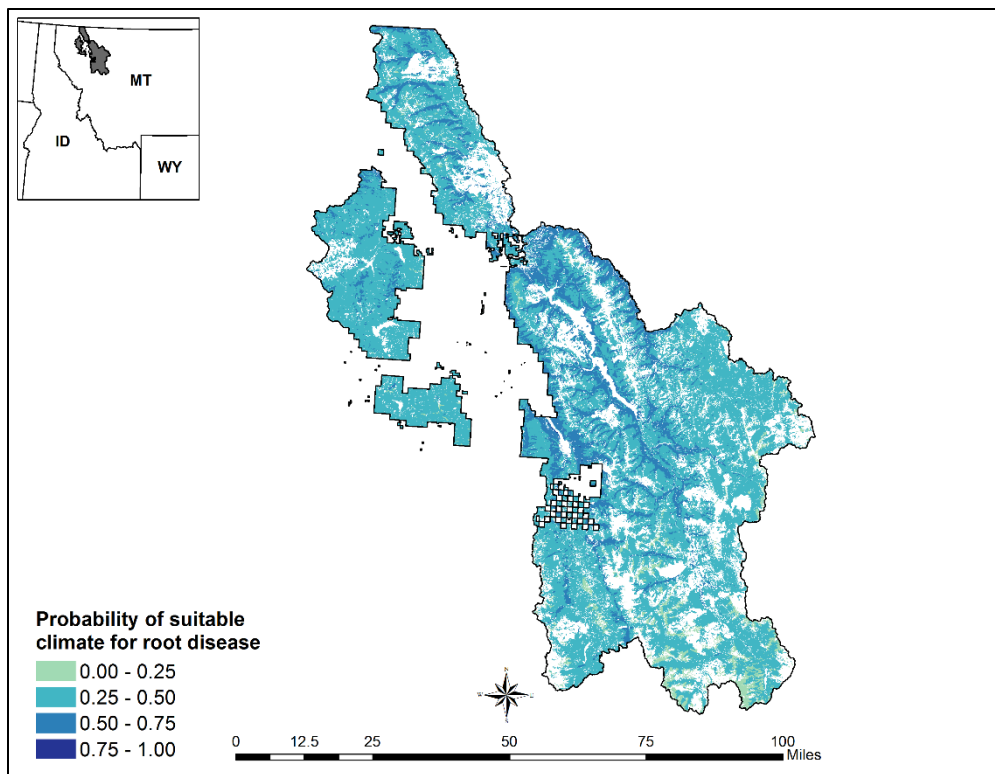 MT
ID
WY
Probability of suitable
climate for root disease
0.00 - 0.25
0.25 - 0.50
0.50 - 0.75
0.75 - 1.00
0 12.5 25 50 75 100
Miles